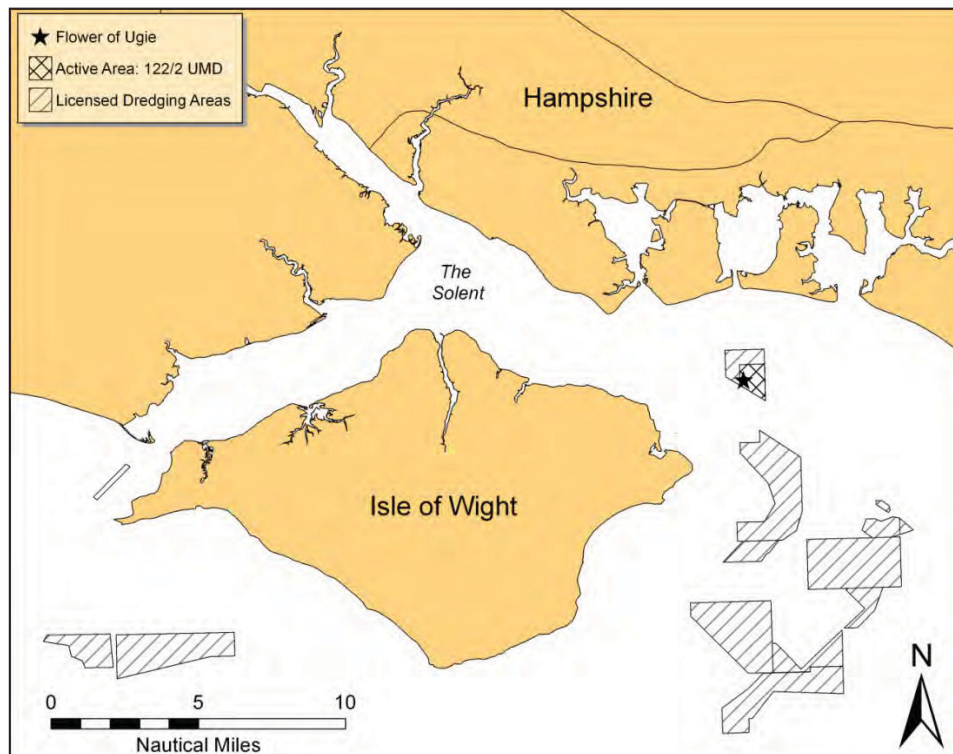 Flower of Ugie
Active Area: 122/2 UMD
Licensed Dredging Areas
Hampshire
The
Solent
Isle of Wight
N
0 5 10
Nautical Miles